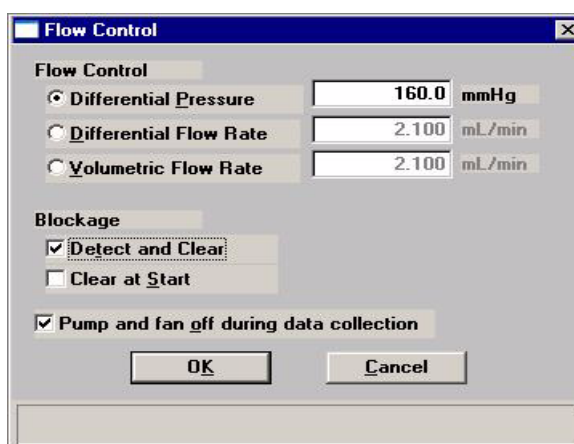 Flow Control
Flow Control
Differential Pressure 160.0 mmHg
Differential Flow Rate 2.100 mL/min
Volumetric Flow Rate 2.100 mL/min
Blockage
Detect and Clear
Clear at Start
Pump and fan off during data collection
OK Cancel